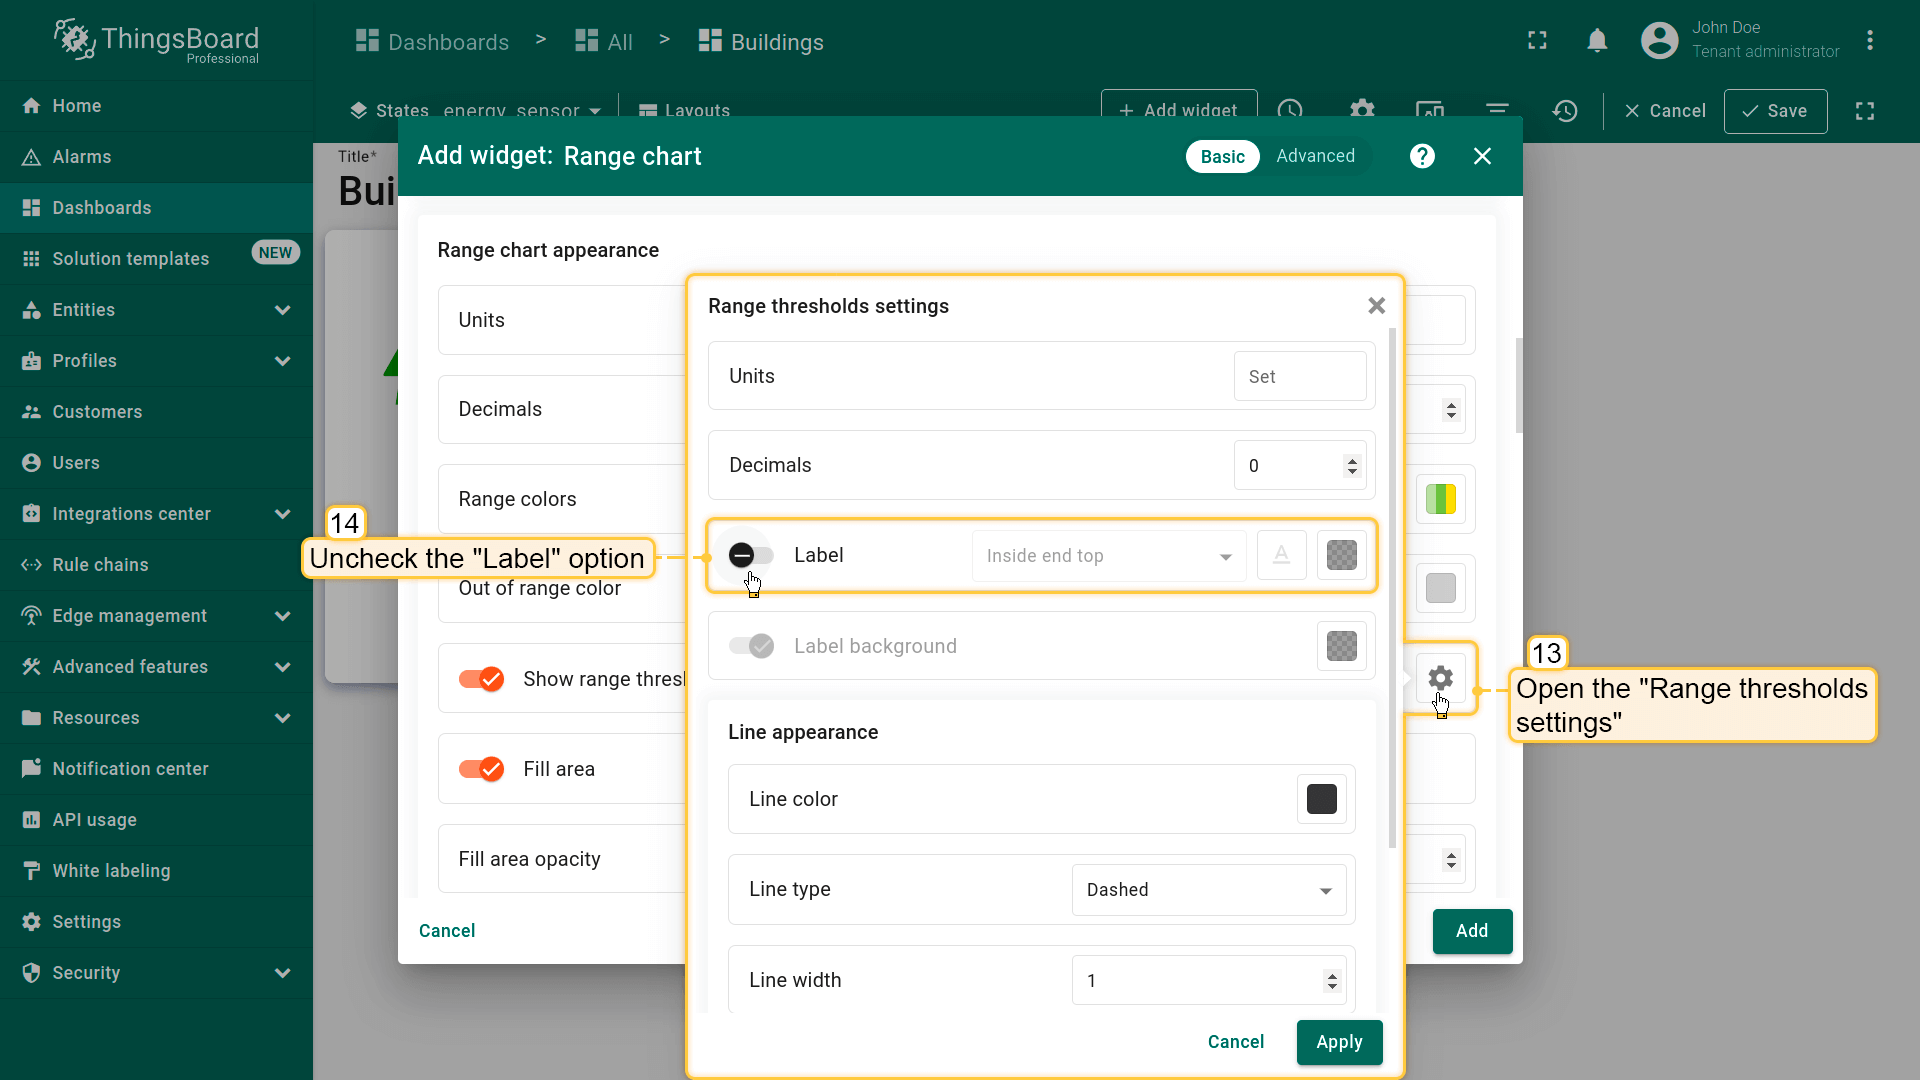 ThingsBoard
Professional
Dashboards > All > Buildings
John Doe
Tenant administrator
Home
Alarms
Dashboards
Solution templates NEW
Entities
Profiles
Customers
Users
Integrations center
Rule chains
Edge management
Advanced features
Resources
Notification center
API usage
White labeling
Settings
Security
States energy_sensor Layouts
+ Add widget
Cancel
Save
Title*
Bui
Add widget: Range chart
Basic Advanced
Range chart appearance
Units
Decimals
Range colors
Out of range color
Show range thresh
Fill area
Fill area opacity
Cancel
Add
Range thresholds settings
Units
Set
Decimals
0
Label
Inside end top
Label background
Line appearance
Line color
Line type
Dashed
Line width
1
Cancel
Apply
14
Uncheck the "Label" option
13
Open the "Range thresholds
settings"